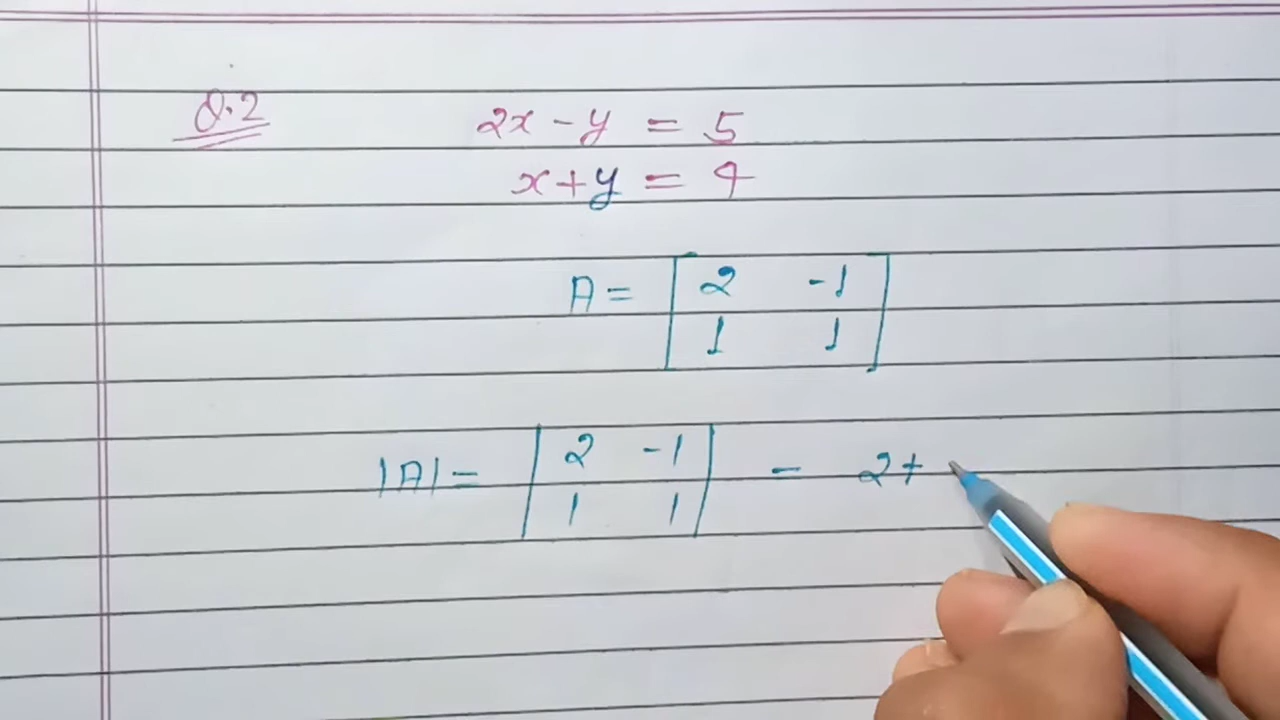 Q.2
2x - y = 5
x + y = 4
A = [ 2 -1
1 1 ]
|A| = | 2 -1 | = 2+
| 1 1 |